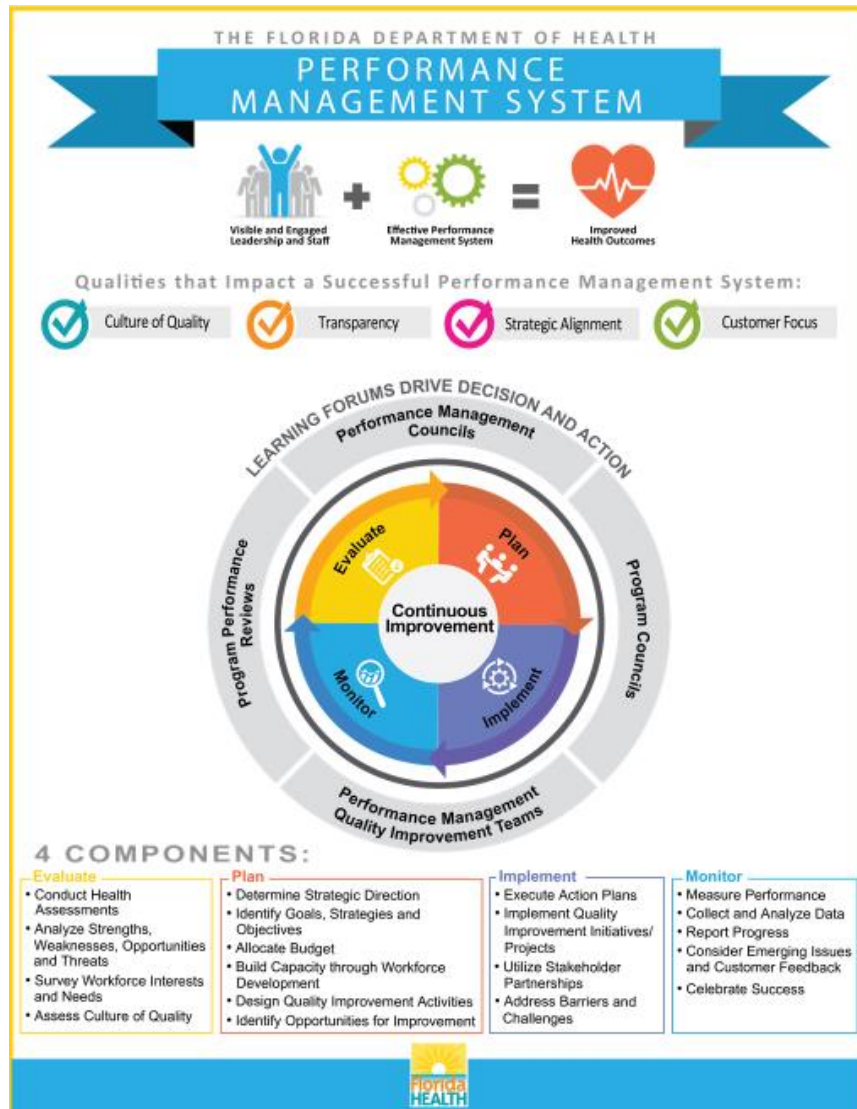 THE FLORIDA DEPARTMENT OF HEALTH
PERFORMANCE
MANAGEMENT SYSTEM
Visible and Engaged
Leadership and Staff
Effective Performance
Management System
Improved
Health Outcomes
Qualities that Impact a Successful Performance Management System:
Culture of Quality
Transparency
Strategic Alignment
Customer Focus
LEARNING FORUMS DRIVE DECISION AND ACTION
Performance Management
Councils
Program Councils
Performance Management
Quality Improvement Teams
Program Performance
Reviews
Evaluate
Plan
Implement
Monitor
Continuous
Improvement
4 COMPONENTS:
Evaluate
• Conduct Health
Assessments
• Analyze Strengths,
Weaknesses, Opportunities
and Threats
• Survey Workforce Interests
and Needs
• Assess Culture of Quality
Plan
• Determine Strategic Direction
• Identify Goals, Strategies and
Objectives
• Allocate Budget
• Build Capacity through Workforce
Development
• Design Quality Improvement Activities
• Identify Opportunities for Improvement
Implement
• Execute Action Plans
• Implement Quality
Improvement Initiatives/
Projects
• Utilize Stakeholder
Partnerships
• Address Barriers and
Challenges
Monitor
• Measure Performance
• Collect and Analyze Data
• Report Progress
• Consider Emerging Issues
and Customer Feedback
• Celebrate Success
Florida
HEALTH